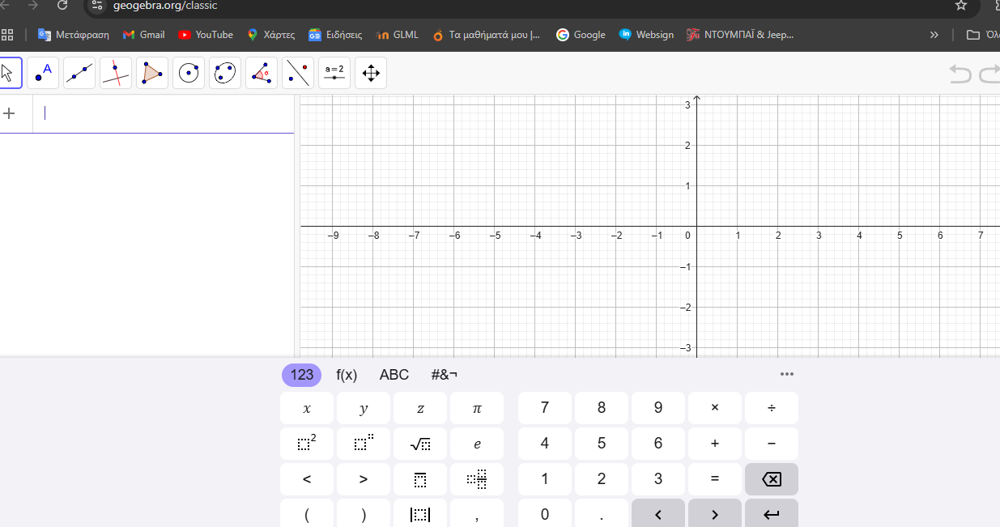 geogebra.org/classic
Μετάφραση Gmail YouTube Χάρτες Ειδήσεις GLML Τα μαθήματά μου |... Google Websign ΝΤΟΥΜΠΑΪ & Jeep... »
A a=2
+
3
2
1
–9 –8 –7 –6 –5 –4 –3 –2 –1 0 1 2 3 4 5 6 7
–1
–2
–3
123 f(x) ABC #&¬ •••
x y z π 7 8 9 × ÷
2 √ e 4 5 6 + −
< > 1 2 3 =
( ) | | , 0 . < >